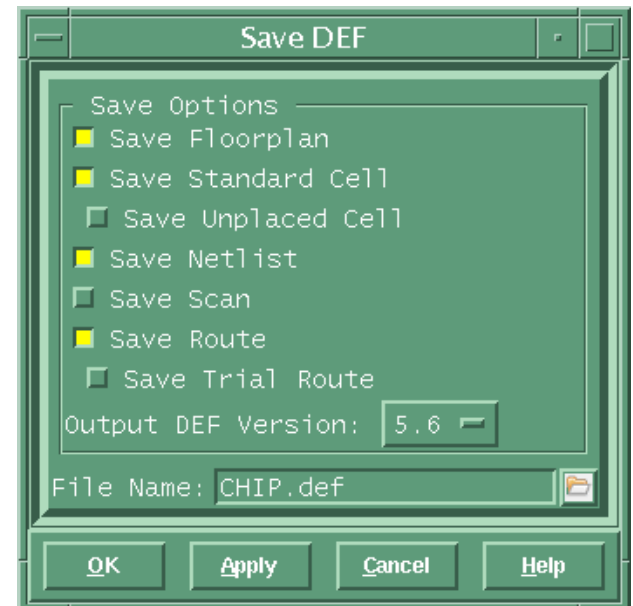 Save DEF
Save Options
Save Floorplan
Save Standard Cell
Save Unplaced Cell
Save Netlist
Save Scan
Save Route
Save Trial Route
Output DEF Version: 5.6
File Name: CHIP.def
OK Apply Cancel Help